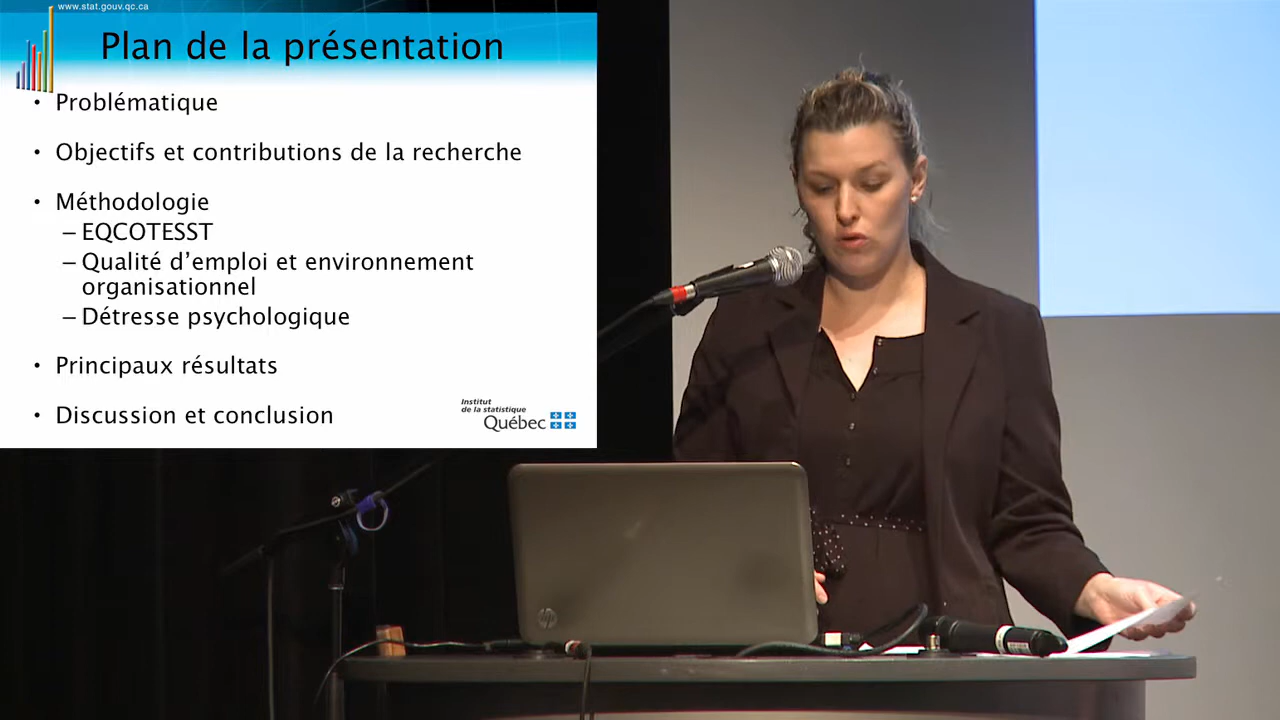 www.stat.gouv.qc.ca
Plan de la présentation
• Problématique
• Objectifs et contributions de la recherche
• Méthodologie
– EQCOTESST
– Qualité d’emploi et environnement
organisationnel
– Détresse psychologique
• Principaux résultats
• Discussion et conclusion
Institut
de la statistique
Québec
hp